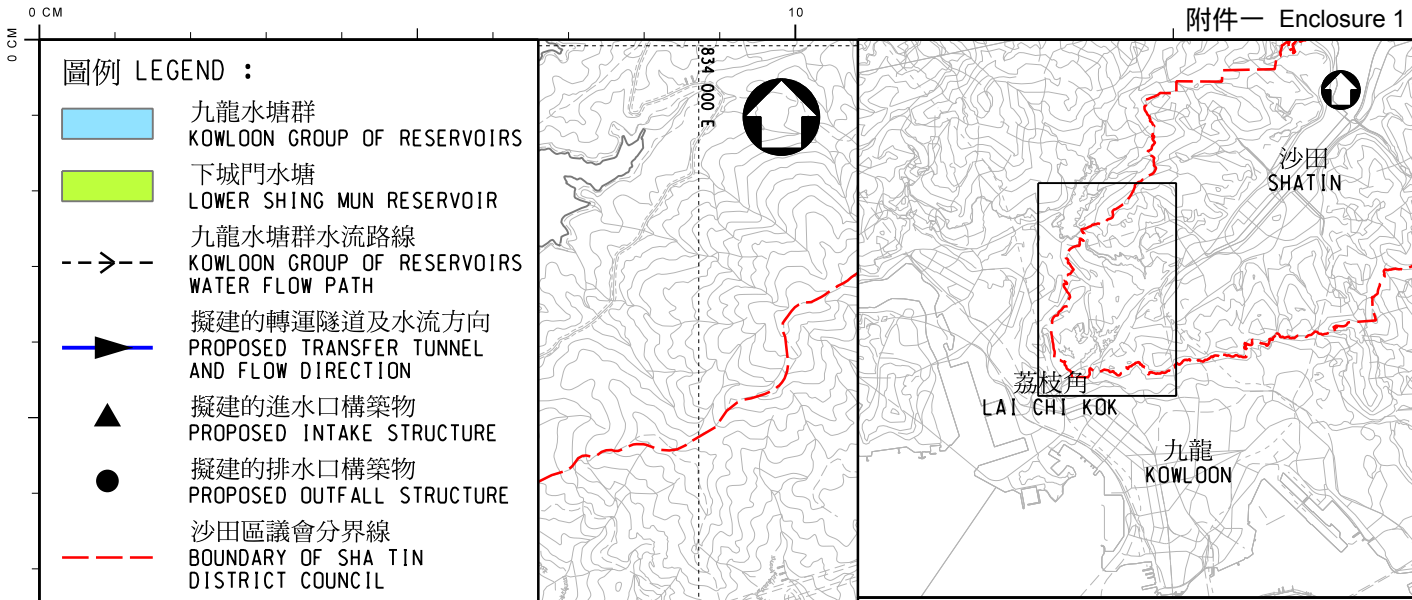 0 CM
10
附件一 Enclosure 1
0 CM
圖例 LEGEND :
九龍水塘群
KOWLOON GROUP OF RESERVOIRS
下城門水塘
LOWER SHING MUN RESERVOIR
九龍水塘群水流路線
KOWLOON GROUP OF RESERVOIRS
WATER FLOW PATH
擬建的轉運隧道及水流方向
PROPOSED TRANSFER TUNNEL
AND FLOW DIRECTION
擬建的進水口構築物
PROPOSED INTAKE STRUCTURE
擬建的排水口構築物
PROPOSED OUTFALL STRUCTURE
沙田區議會分界線
BOUNDARY OF SHA TIN
DISTRICT COUNCIL
834 000 E
沙田
SHATIN
荔枝角
LAI CHI KOK
九龍
KOWLOON